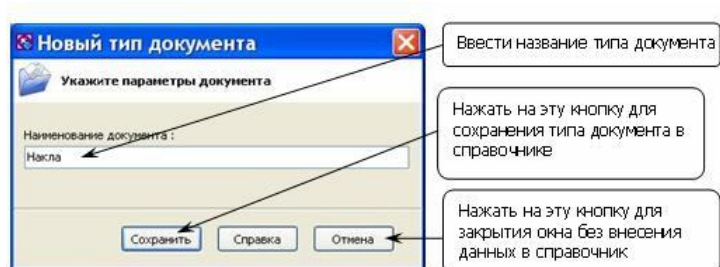 Новый тип документа
Укажите параметры документа
Наименование документа :
Накла
Сохранить
Справка
Отмена
Ввести название типа документа
Нажать на эту кнопку для
сохранения типа документа в
справочнике
Нажать на эту кнопку для
закрытия окна без внесения
данных в справочник